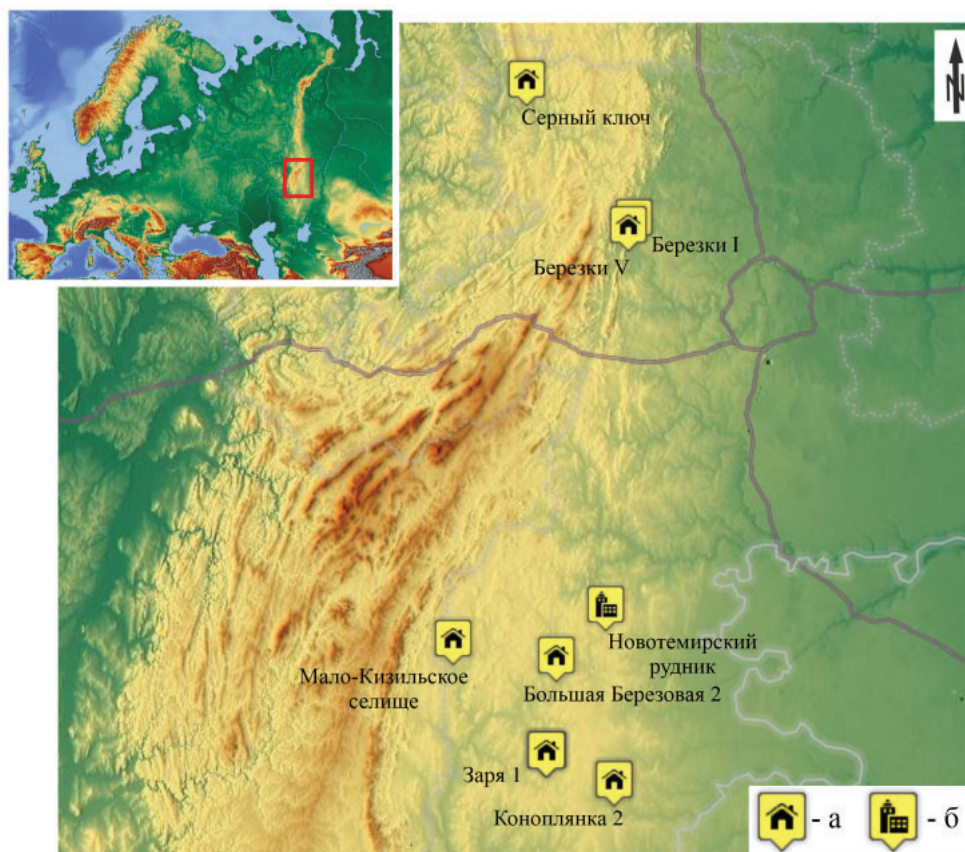 N
Серный ключ
Березки I
Березки V
Новотемирский
рудник
Мало-Кизильское
селище
Большая Березовая 2
Заря 1
Коноплянка 2
- а
- б